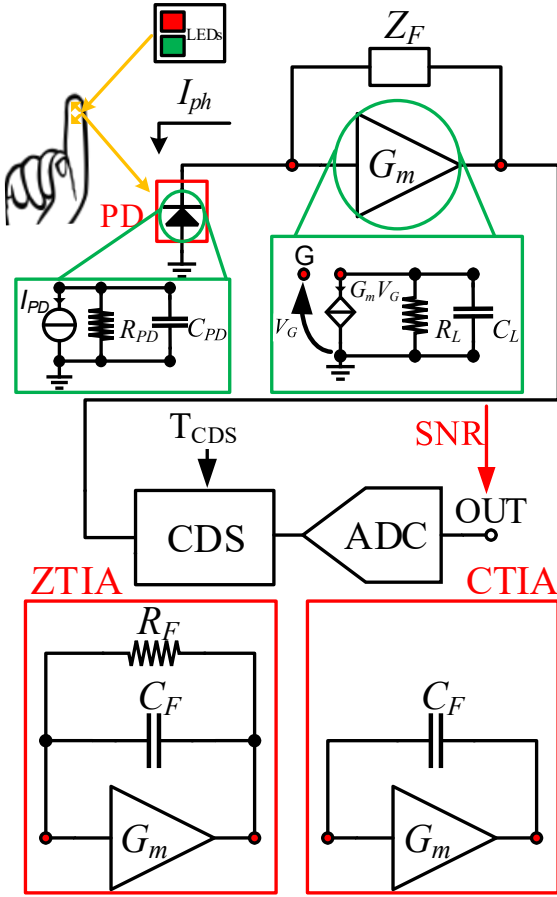 LEDs
Z_F
I_ph
G_m
PD
G
I_PD
R_PD
C_PD
G_mV_G
V_G
R_L
C_L
T_CDS
SNR
OUT
CDS
ADC
ZTIA
CTIA
R_F
C_F
C_F
G_m
G_m